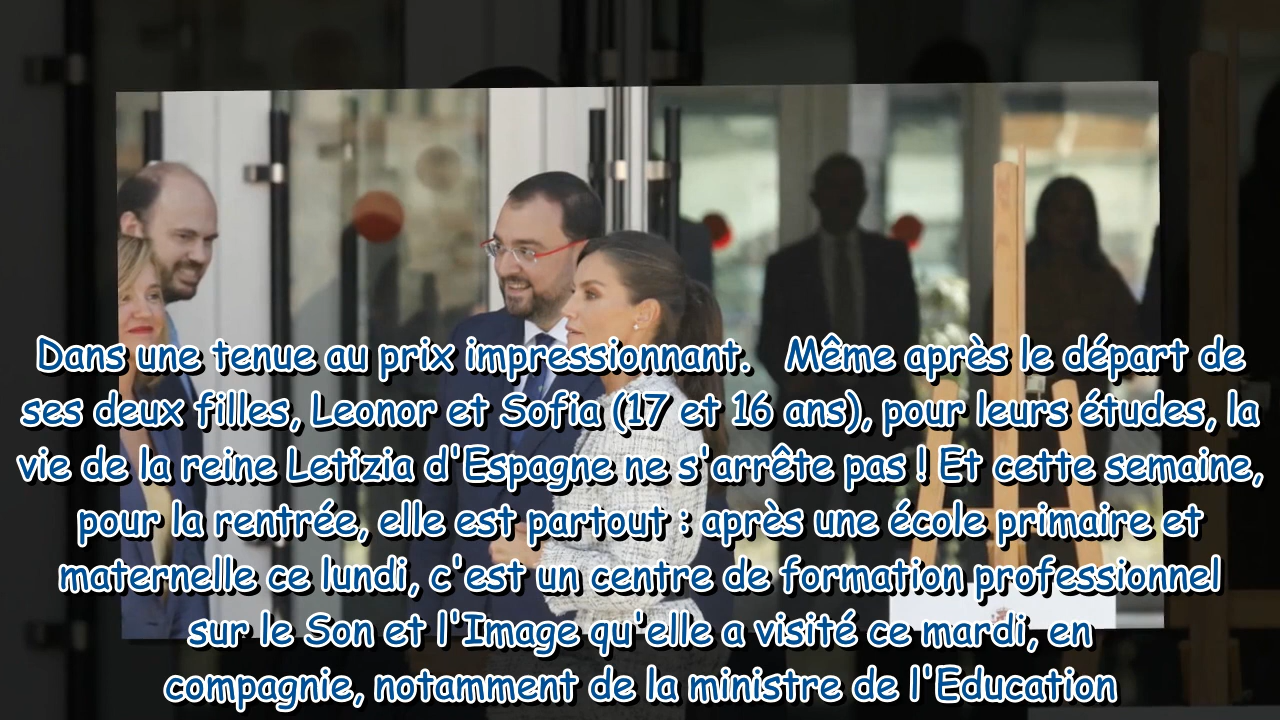 Dans une tenue au prix impressionnant. Même après le départ de
ses deux filles, Leonor et Sofia (17 et 16 ans), pour leurs études, la
vie de la reine Letizia d'Espagne ne s'arrête pas ! Et cette semaine,
pour la rentrée, elle est partout : après une école primaire et
maternelle ce lundi, c'est un centre de formation professionnel
sur le Son et l'Image qu'elle a visité ce mardi, en
compagnie, notamment de la ministre de l'Education